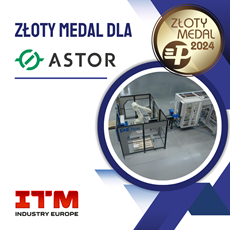 ZŁOTY MEDAL DLA
ASTOR
ZŁOTY
MEDAL
2024
ITM
INDUSTRY EUROPE